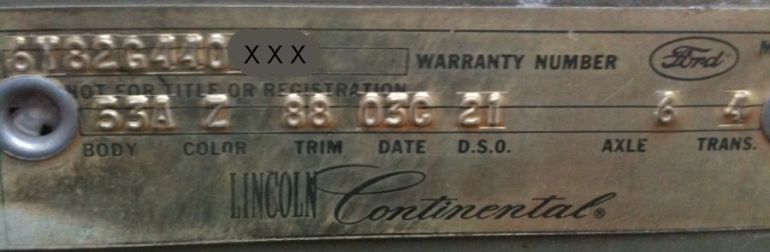 6Y82G440 XXX WARRANTY NUMBER Ford M
NOT FOR TITLE OR REGISTRATION
53A Z 88 03C 21 6 4
BODY COLOR TRIM DATE D.S.O. AXLE TRANS.
LINCOLN Continental®